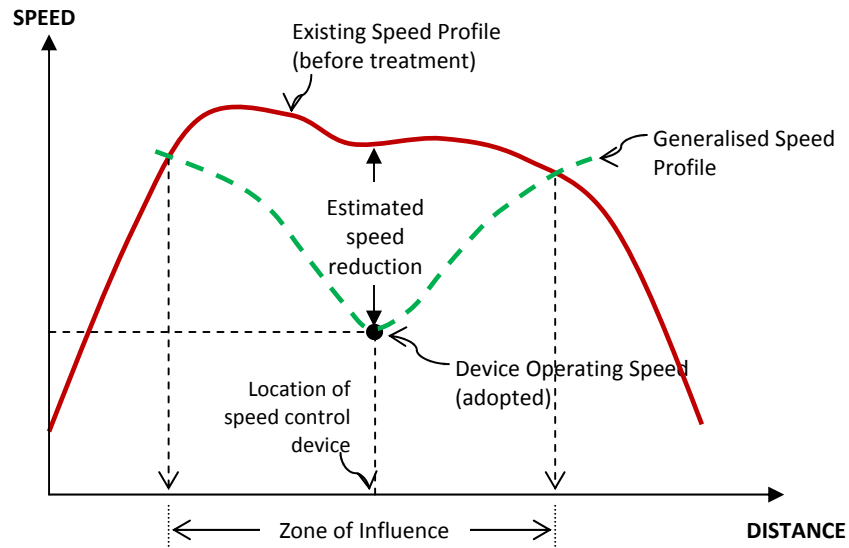 SPEED
Existing Speed Profile
(before treatment)
Generalised Speed
Profile
Estimated
speed
reduction
Device Operating Speed
(adopted)
Location of
speed control
device
Zone of Influence
DISTANCE